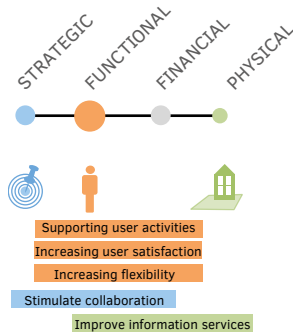 STRATEGIC
FUNCTIONAL
FINANCIAL
PHYSICAL
Supporting user activities
Increasing user satisfaction
Increasing flexibility
Stimulate collaboration
Improve information services